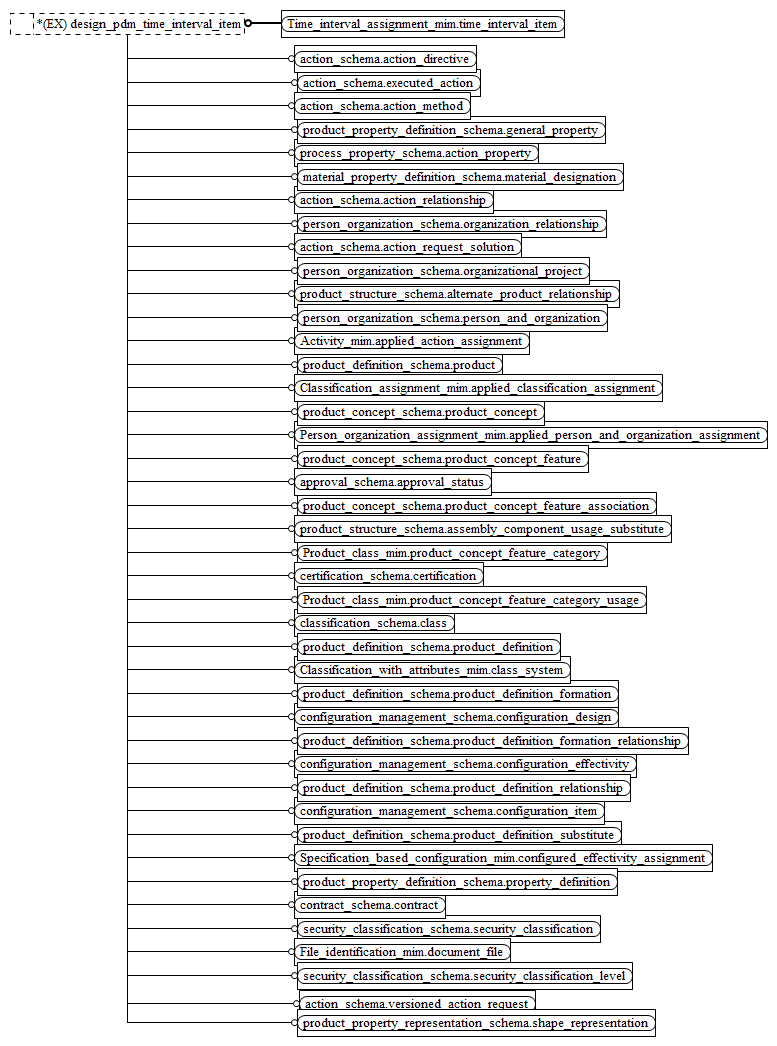 *(EX) design_pdm_time_interval_item
Time_interval_assignment_mim.time_interval_item
action_schema.action_directive
action_schema.executed_action
action_schema.action_method
product_property_definition_schema.general_property
process_property_schema.action_property
material_property_definition_schema.material_designation
action_schema.action_relationship
person_organization_schema.organization_relationship
action_schema.action_request_solution
person_organization_schema.organizational_project
product_structure_schema.alternate_product_relationship
person_organization_schema.person_and_organization
Activity_mim.applied_action_assignment
product_definition_schema.product
Classification_assignment_mim.applied_classification_assignment
product_concept_schema.product_concept
Person_organization_assignment_mim.applied_person_and_organization_assignment
product_concept_schema.product_concept_feature
approval_schema.approval_status
product_concept_schema.product_concept_feature_association
product_structure_schema.assembly_component_usage_substitute
Product_class_mim.product_concept_feature_category
certification_schema.certification
Product_class_mim.product_concept_feature_category_usage
classification_schema.class
product_definition_schema.product_definition
Classification_with_attributes_mim.class_system
product_definition_schema.product_definition_formation
configuration_management_schema.configuration_design
product_definition_schema.product_definition_formation_relationship
configuration_management_schema.configuration_effectivity
product_definition_schema.product_definition_relationship
configuration_management_schema.configuration_item
product_definition_schema.product_definition_substitute
Specification_based_configuration_mim.configured_effectivity_assignment
product_property_definition_schema.property_definition
contract_schema.contract
security_classification_schema.security_classification
File_identification_mim.document_file
security_classification_schema.security_classification_level
action_schema.versioned_action_request
product_property_representation_schema.shape_representation